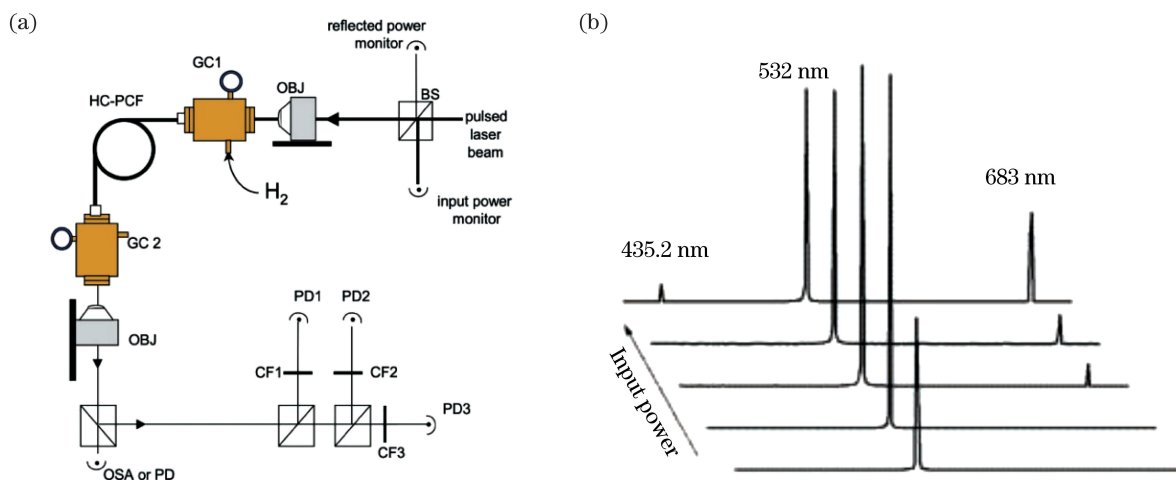 (a)
reflected power
monitor
GC1
OBJ
BS
HC-PCF
pulsed
laser
beam
H2
input power
monitor
GC 2
PD1
PD2
OBJ
CF1
CF2
PD3
CF3
OSA or PD
(b)
532 nm
683 nm
435.2 nm
Input power